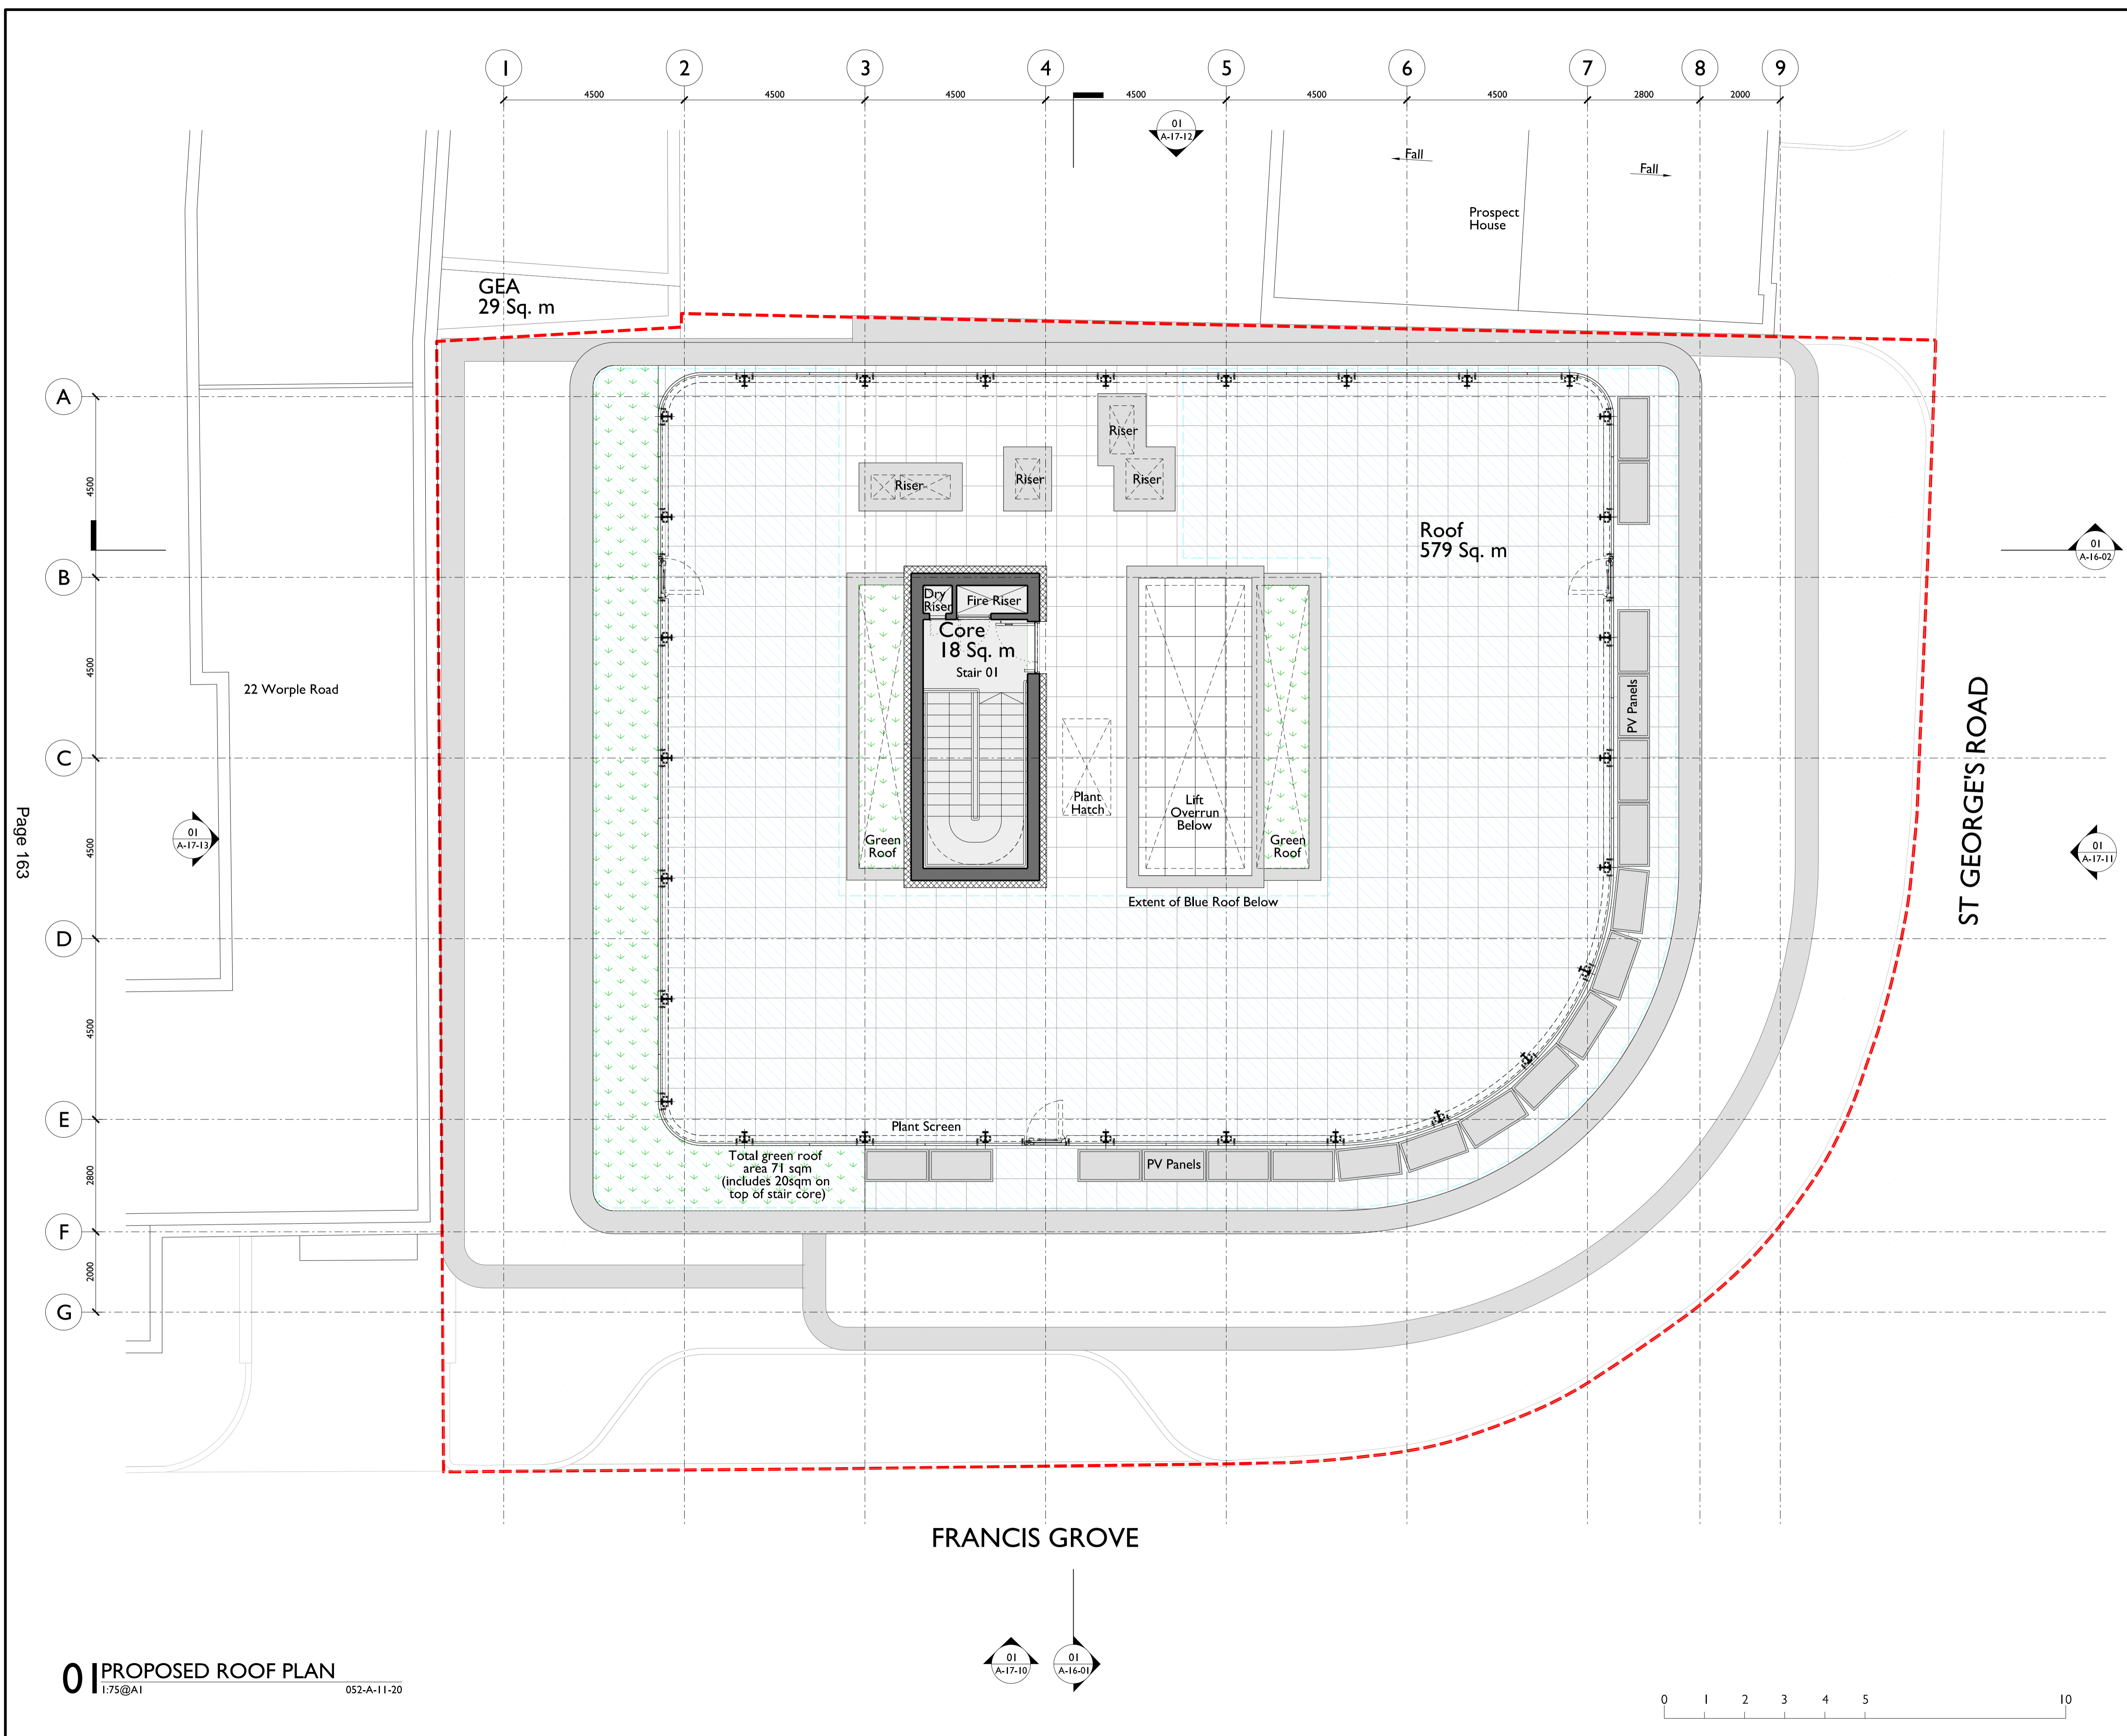 1 2 3 4 5 6 7 8 9
4500 4500 4500 4500 4500 4500 2800 2000
01
A-17-12
Fall
Fall
Prospect
House
GEA
29 Sq. m
A
4500
B
4500
C
4500
D
4500
E
2800
F
2000
G
Riser
Riser
Riser
Riser
Roof
579 Sq. m
01
A-16-02
Dry
Riser
Fire Riser
Core
18 Sq. m
Stair 01
22 Worple Road
PV Panels
ST GEORGE'S ROAD
Plant
Hatch
Lift
Overrun
Below
Green
Roof
Green
Roof
01
A-17-13
01
A-17-11
Page 163
Extent of Blue Roof Below
Plant Screen
Total green roof
area 71 sqm
(includes 20sqm on
top of stair core)
PV Panels
FRANCIS GROVE
01
A-17-10
01
A-16-01
01 PROPOSED ROOF PLAN
1:75@A1 052-A-11-20
0 1 2 3 4 5 10